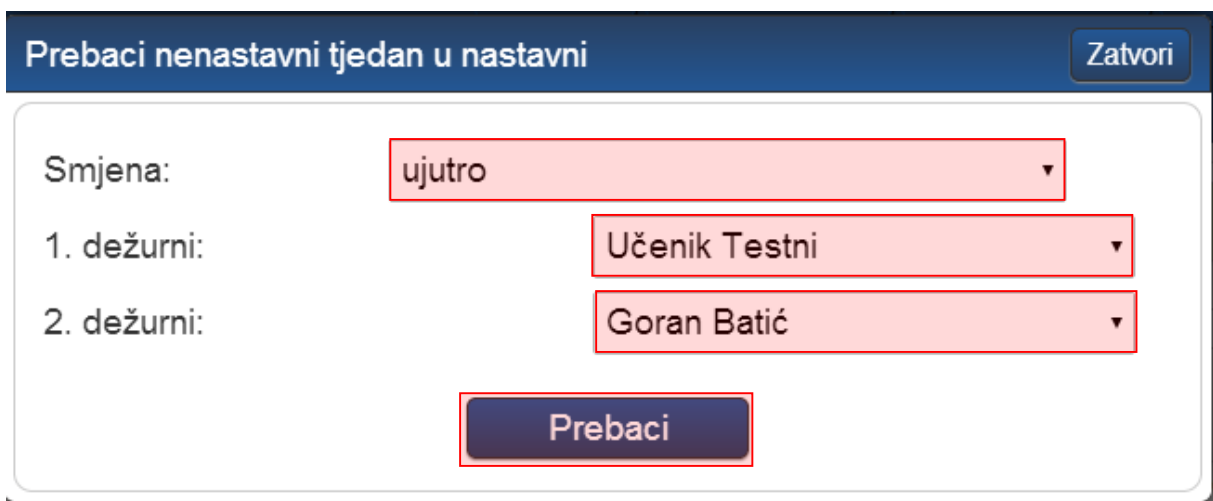 Prebaci nenastavni tjedan u nastavni Zatvori
Smjena: ujutro
1. dežurni: Učenik Testni
2. dežurni: Goran Batić
Prebaci